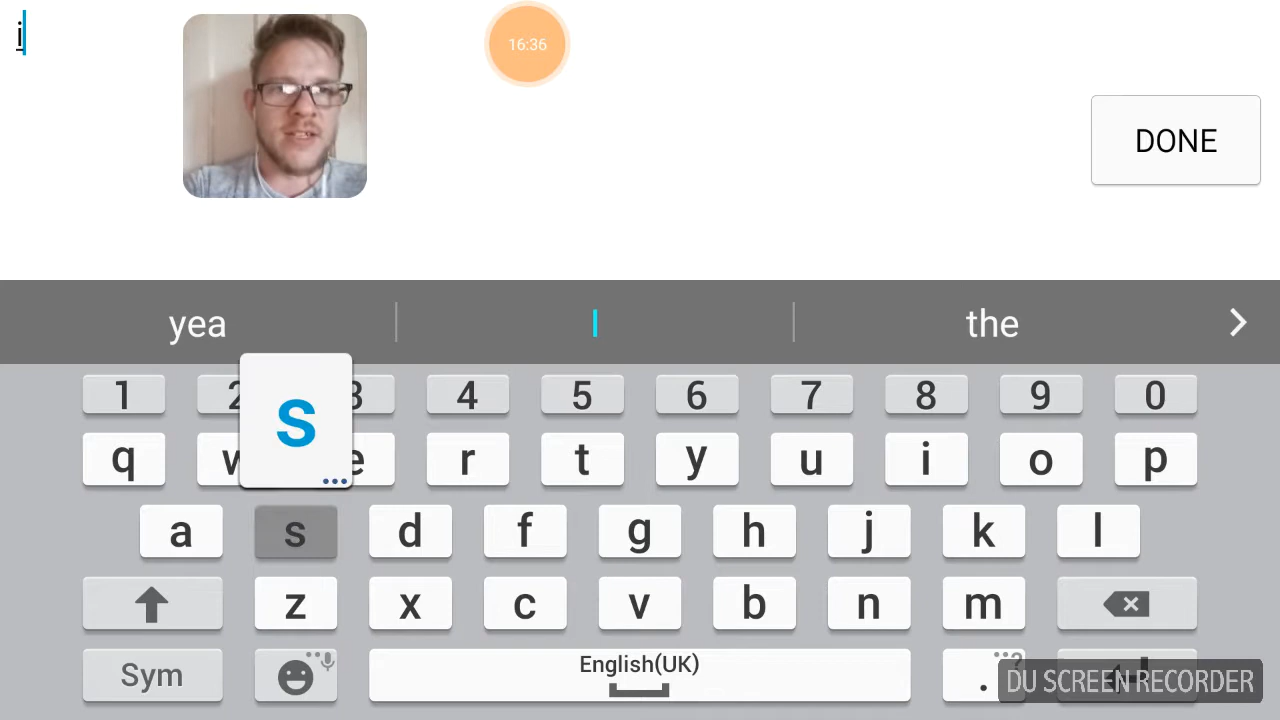 i
16:36
DONE
yea I the
1 2 3 4 5 6 7 8 9 0
S
q w e r t y u i o p
a s d f g h j k l
z x c v b n m
Sym English(UK) . ?
DU SCREEN RECORDER